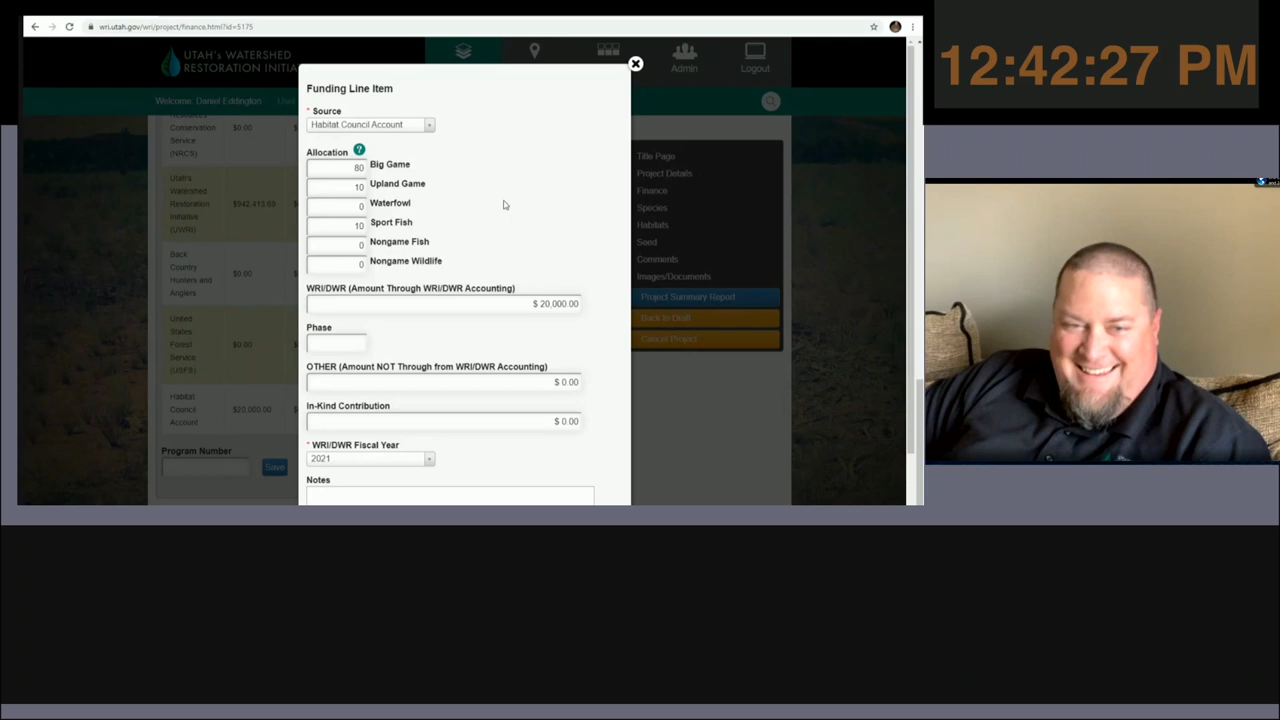 wri.utah.gov/wri/project/finance.html?id=5175
12:42:27 PM
UTAH'S WATERSHED
RESTORATION INITIA
Admin
Logout
Welcome: Daniel Eddington
User
Resources
Conservation
Service
(NRCS)
$0.00
Utah's
Watershed
Restoration
Initiative
(UWRI)
$942,413.69
Back
Country
Hunters and
Anglers
$0.00
United
States
Forest
Service
(USFS)
$0.00
Habitat
Council
Account
$20,000.00
Program Number
Save
Funding Line Item
* Source
Habitat Council Account
Allocation ?
80 Big Game
10 Upland Game
0 Waterfowl
10 Sport Fish
0 Nongame Fish
0 Nongame Wildlife
WRI/DWR (Amount Through WRI/DWR Accounting)
$ 20,000.00
Phase
OTHER (Amount NOT Through from WRI/DWR Accounting)
$ 0.00
In-Kind Contribution
$ 0.00
* WRI/DWR Fiscal Year
2021
Notes
Title Page
Project Details
Finance
Species
Habitats
Seed
Comments
Images/Documents
Project Summary Report
Back to Draft
Cancel Project